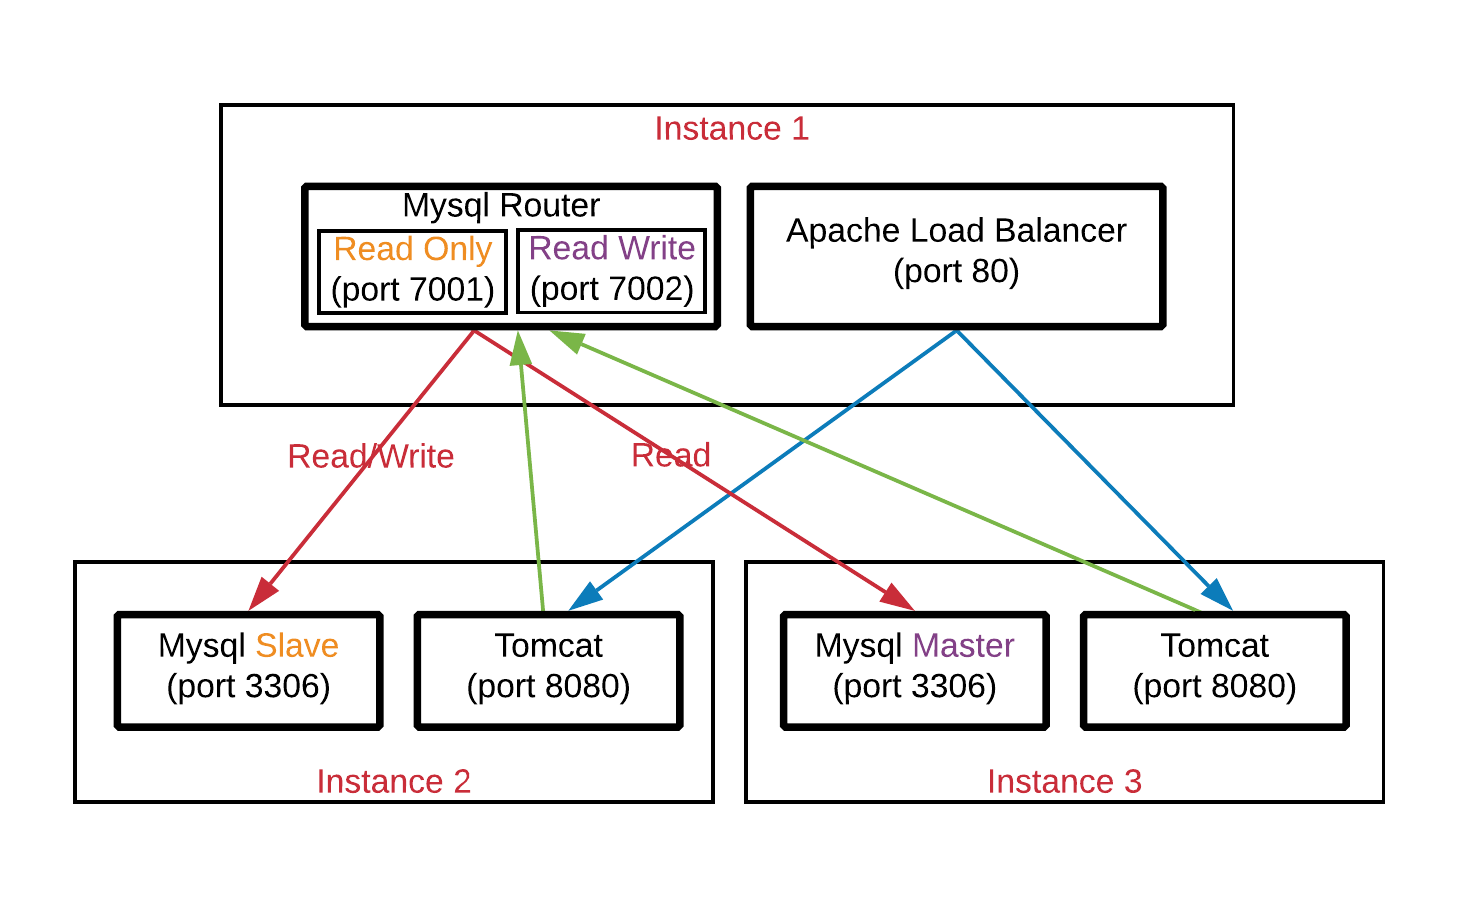 Instance 1
Mysql Router
Read Only
(port 7001)
Read Write
(port 7002)
Apache Load Balancer
(port 80)
Read/Write
Read
Mysql Slave
(port 3306)
Tomcat
(port 8080)
Instance 2
Mysql Master
(port 3306)
Tomcat
(port 8080)
Instance 3